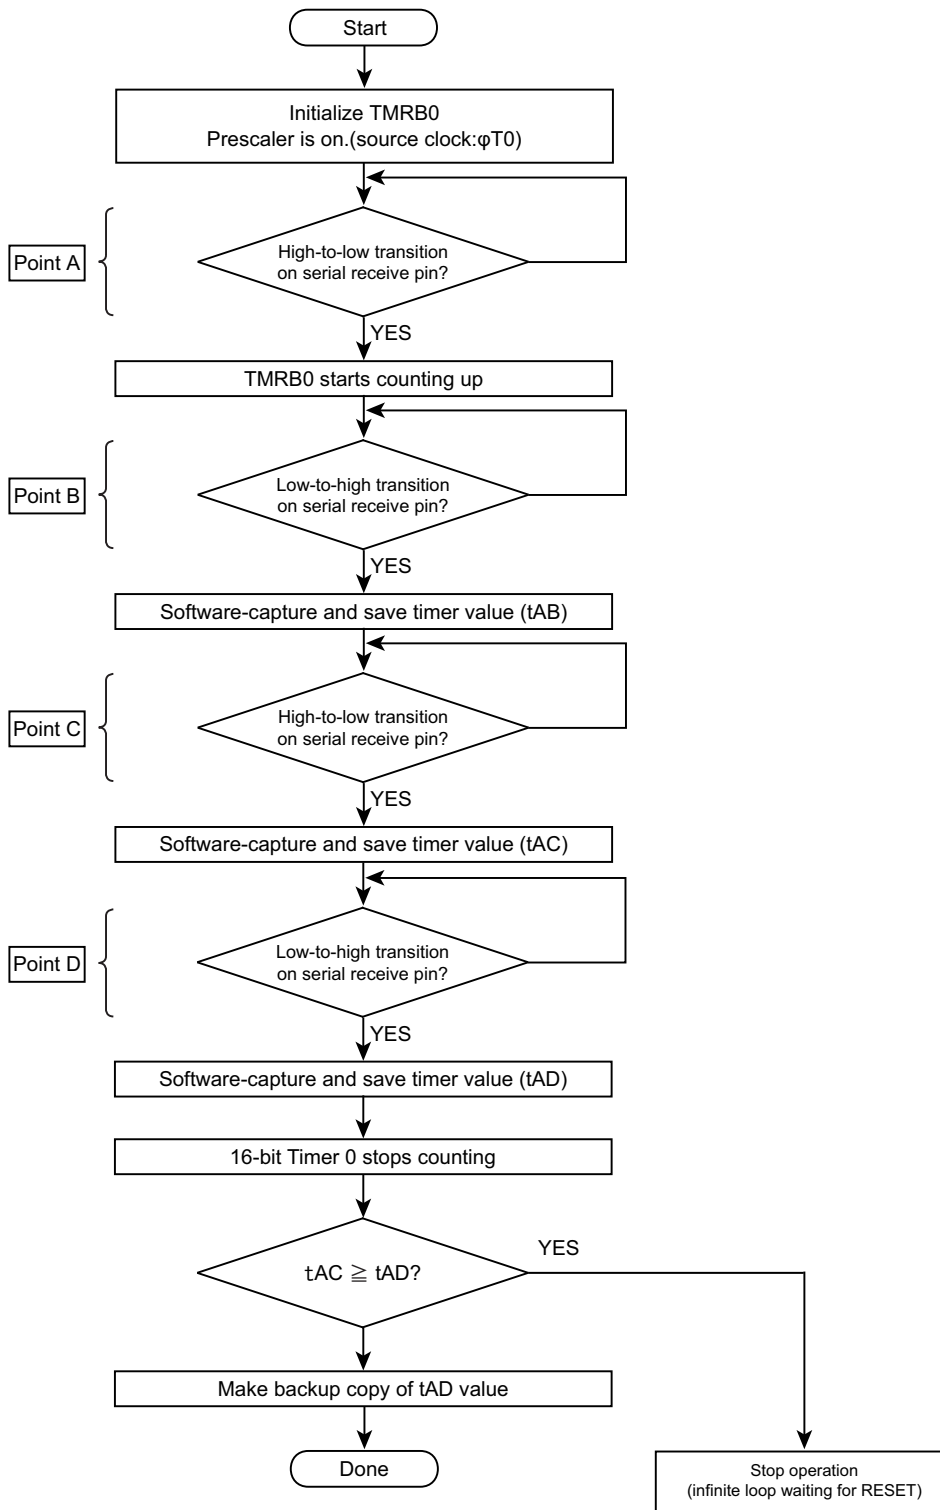 Start
Initialize TMRB0
Prescaler is on.(source clock:φT0)
Point A
High-to-low transition
on serial receive pin?
YES
TMRB0 starts counting up
Point B
Low-to-high transition
on serial receive pin?
YES
Software-capture and save timer value (tAB)
Point C
High-to-low transition
on serial receive pin?
YES
Software-capture and save timer value (tAC)
Point D
Low-to-high transition
on serial receive pin?
YES
Software-capture and save timer value (tAD)
16-bit Timer 0 stops counting
YES
tAC ≧ tAD?
Make backup copy of tAD value
Done
Stop operation
(infinite loop waiting for RESET)